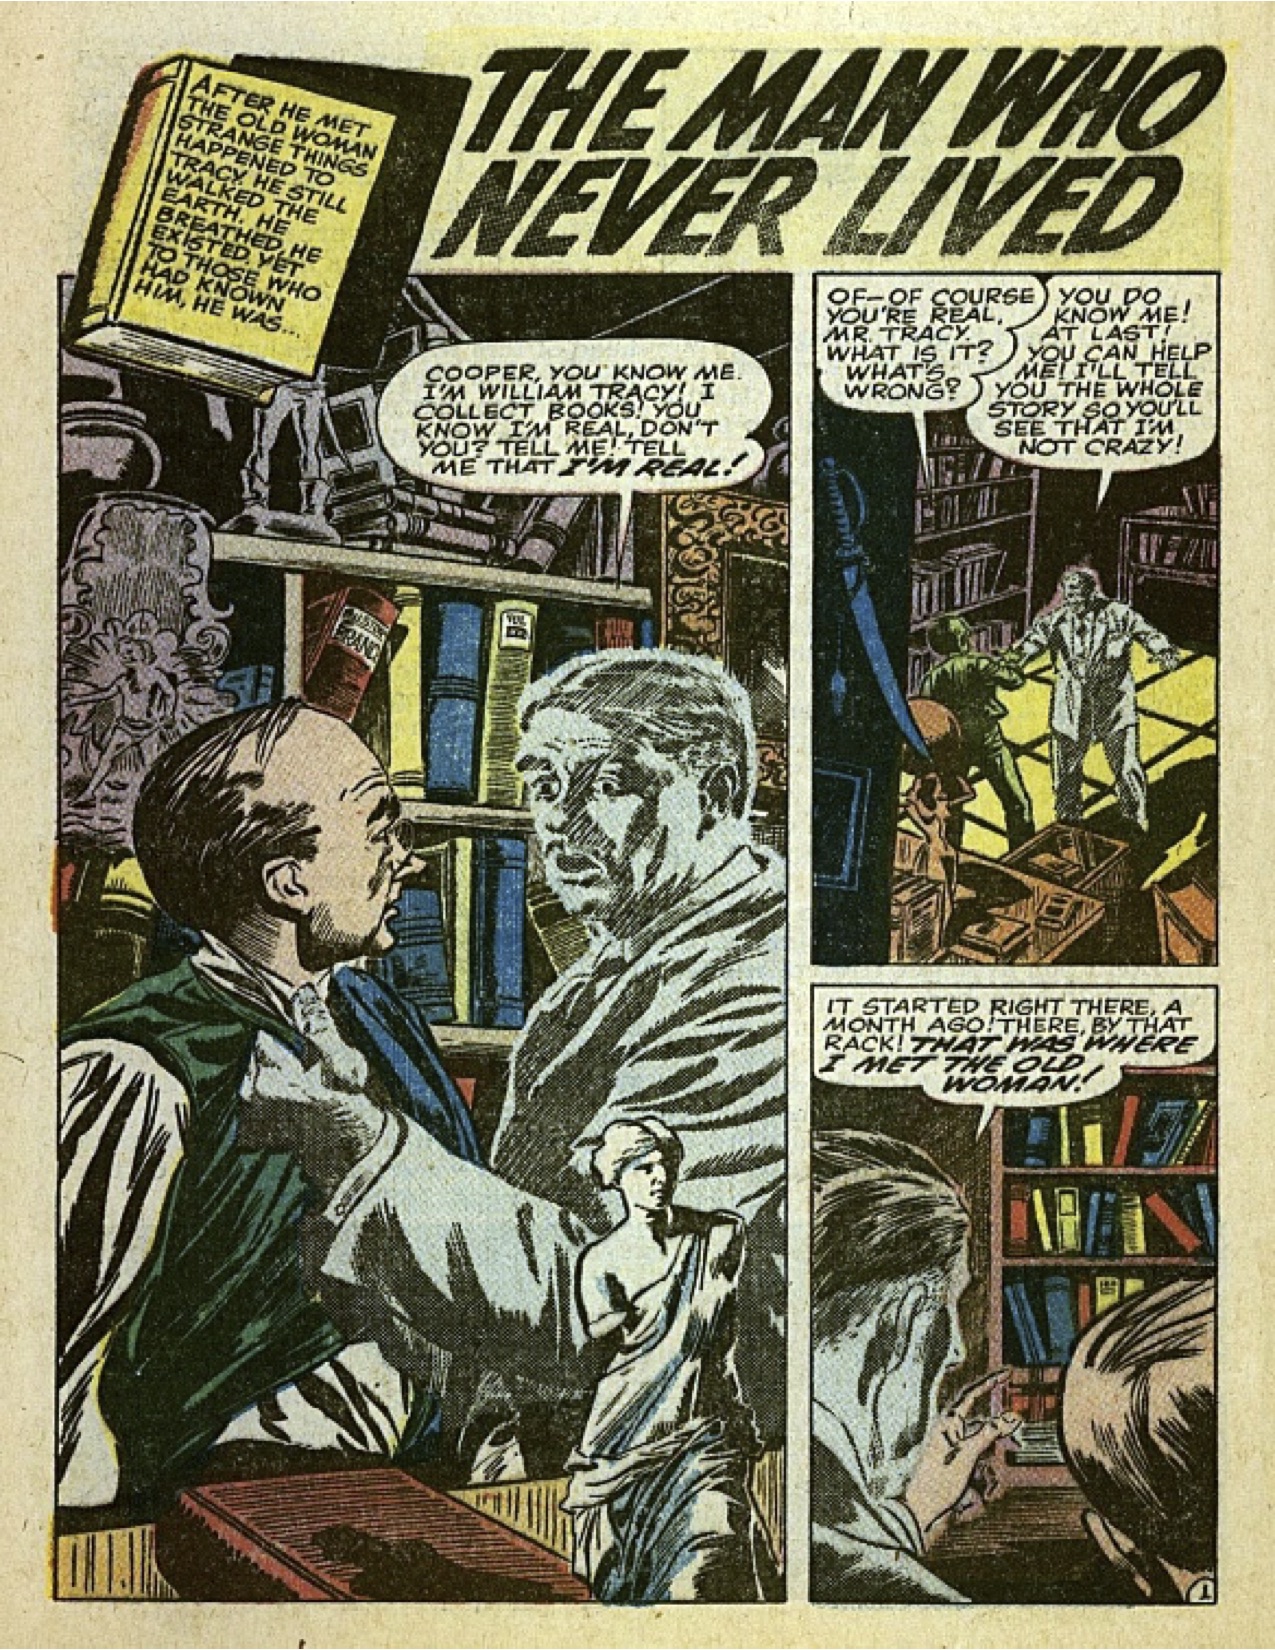 THE MAN WHO
NEVER LIVED
AFTER HE MET
THE OLD WOMAN
STRANGE THINGS
HAPPENED TO
TRACY. HE STILL
WALKED THE
EARTH. HE
BREATHED, HE
EXISTED. YET
TO THOSE WHO
HAD KNOWN
HIM, HE WAS...
COOPER, YOU KNOW ME.
I'M WILLIAM TRACY! I
COLLECT BOOKS! YOU
KNOW I'M REAL, DON'T
YOU? TELL ME! TELL
ME THAT I'M REAL!
VOL.
OF—OF COURSE
YOU'RE REAL,
MR. TRACY.
WHAT IS IT?
WHAT'S
WRONG?
YOU DO
KNOW ME!
AT LAST!
YOU CAN HELP
ME! I'LL TELL
YOU THE WHOLE
STORY SO YOU'LL
SEE THAT I'M
NOT CRAZY!
IT STARTED RIGHT THERE, A
MONTH AGO! THERE, BY THAT
RACK! THAT WAS WHERE
I MET THE OLD
WOMAN!
1